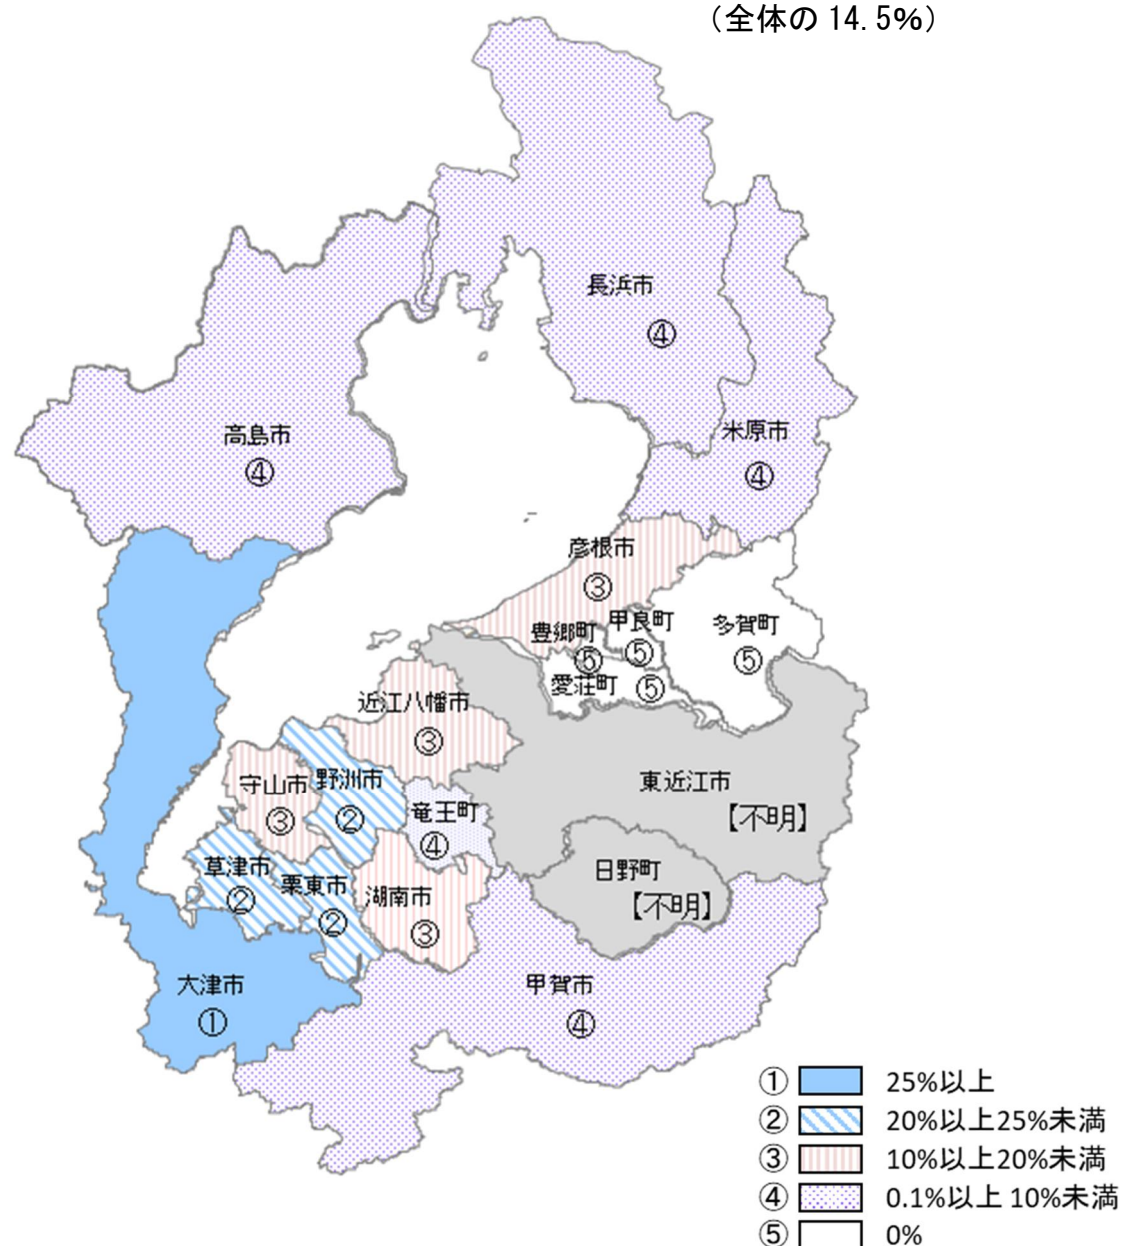 （全体の 14.5%）
長浜市
④
米原市
④
高島市
④
彦根市
③
甲良町
⑤
豊郷町
⑤
多賀町
⑤
愛荘町
⑤
近江八幡市
③
東近江市
【不明】
守山市
③
野洲市
②
竜王町
④
草津市
②
栗東市
②
湖南市
③
日野町
【不明】
大津市
①
甲賀市
④
① 25%以上
② 20%以上25%未満
③ 10%以上20%未満
④ 0.1%以上 10%未満
⑤ 0%